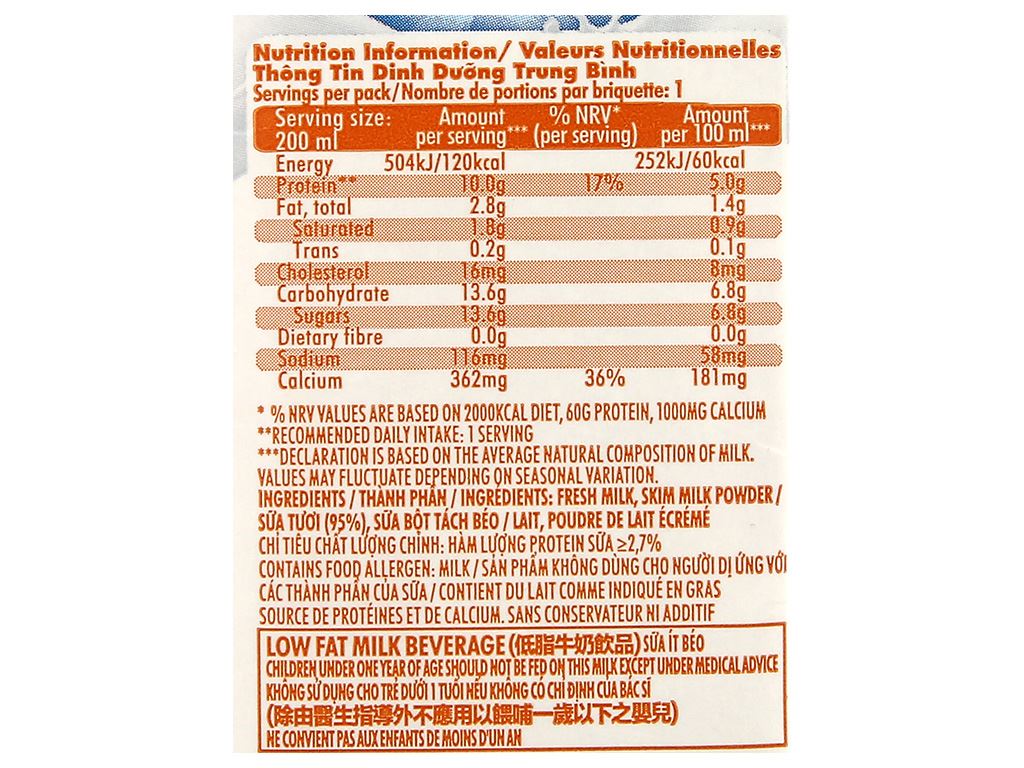 Nutrition Information/ Valeurs Nutritionnelles
Thông Tin Dinh Dưỡng Trung Bình
Servings per pack/Nombre de portions par briquette: 1
Serving size: 200 ml Amount per serving*** % NRV* (per serving) Amount per 100 ml***
Energy 504kJ/120kcal 252kJ/60kcal
Protein** 10.0g 17% 5.0g
Fat, total 2.8g 1.4g
Saturated 1.8g 0.9g
Trans 0.2g 0.1g
Cholesterol 16mg 8mg
Carbohydrate 13.6g 6.8g
Sugars 13.6g 6.8g
Dietary fibre 0.0g 0.0g
Sodium 116mg 58mg
Calcium 362mg 36% 181mg
* % NRV VALUES ARE BASED ON 2000KCAL DIET, 60G PROTEIN, 1000MG CALCIUM
**RECOMMENDED DAILY INTAKE: 1 SERVING
***DECLARATION IS BASED ON THE AVERAGE NATURAL COMPOSITION OF MILK.
VALUES MAY FLUCTUATE DEPENDING ON SEASONAL VARIATION.
INGREDIENTS / THÀNH PHẦN / INGRÉDIENTS: FRESH MILK, SKIM MILK POWDER /
SỮA TƯƠI (95%), SỮA BỘT TÁCH BÉO / LAIT, POUDRE DE LAIT ÉCRÉMÉ
CHỈ TIÊU CHẤT LƯỢNG CHÍNH: HÀM LƯỢNG PROTEIN SỮA ≥2,7%
CONTAINS FOOD ALLERGEN: MILK / SẢN PHẨM KHÔNG DÙNG CHO NGƯỜI DỊ ỨNG VỚI
CÁC THÀNH PHẦN CỦA SỮA / CONTIENT DU LAIT COMME INDIQUÉ EN GRAS
SOURCE DE PROTÉINES ET DE CALCIUM. SANS CONSERVATEUR NI ADDITIF
LOW FAT MILK BEVERAGE (低脂牛奶飲品) SỮA ÍT BÉO
CHILDREN UNDER ONE YEAR OF AGE SHOULD NOT BE FED ON THIS MILK EXCEPT UNDER MEDICAL ADVICE
KHÔNG SỬ DỤNG CHO TRẺ DƯỚI 1 TUỔI NẾU KHÔNG CÓ CHỈ ĐỊNH CỦA BÁC SĨ
(除由醫生指導外不應用以餵哺一歲以下之嬰兒)
NE CONVIENT PAS AUX ENFANTS DE MOINS D'UN AN